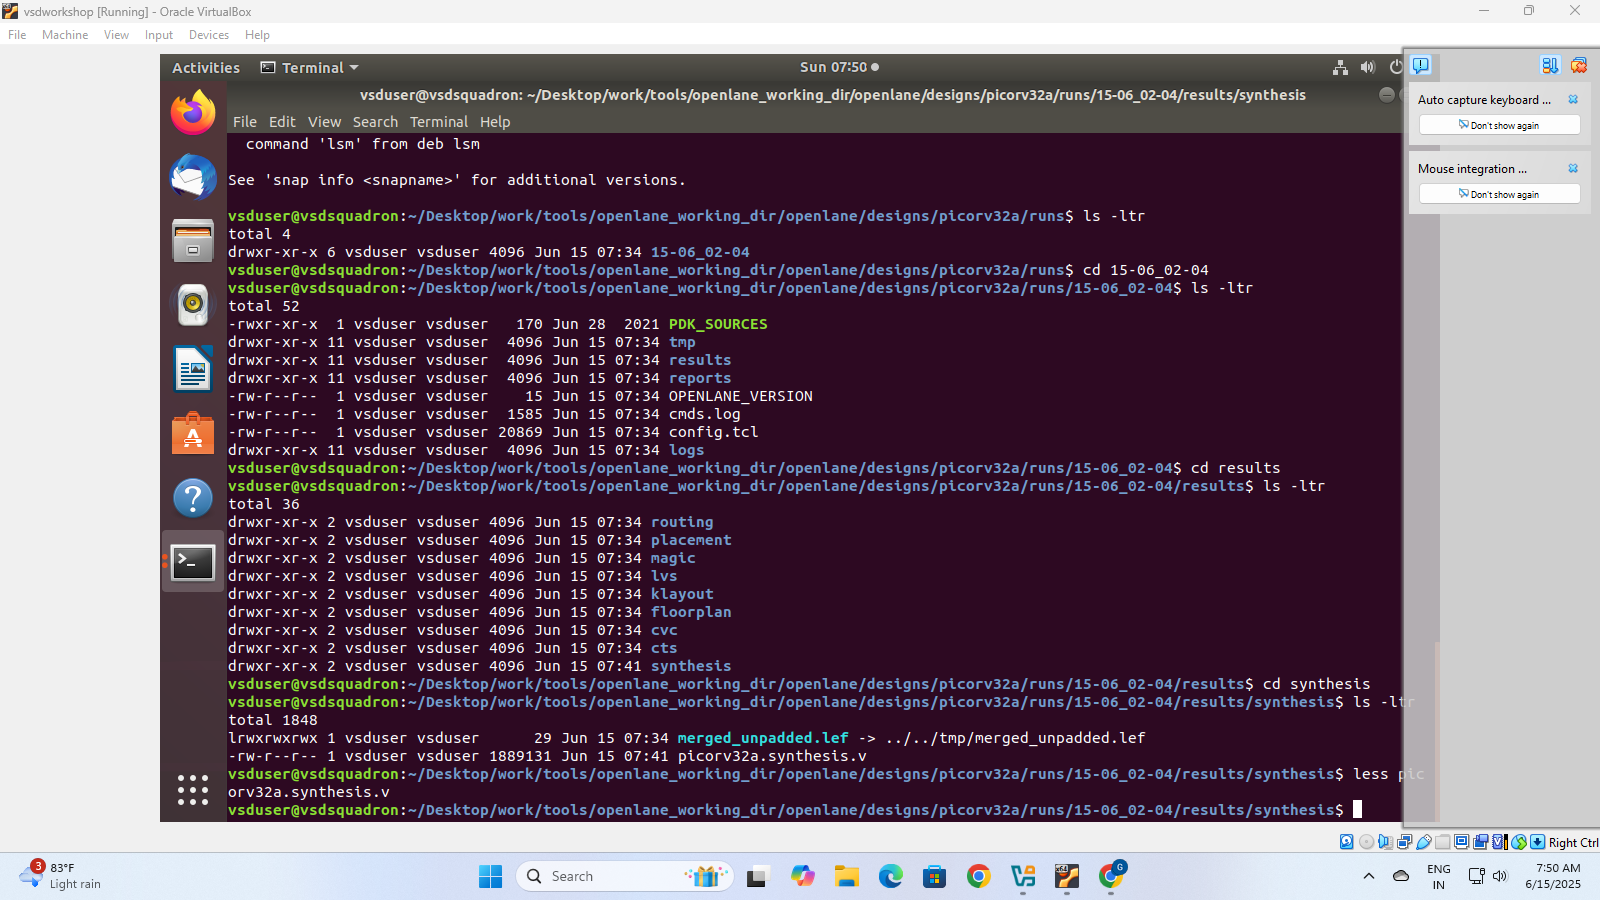 vsdworkshop [Running] - Oracle VirtualBox
File Machine View Input Devices Help
Activities Terminal Sun 07:50
vsduser@vsdsquadron: ~/Desktop/work/tools/openlane_working_dir/openlane/designs/picorv32a/runs/15-06_02-04/results/synthesis
File Edit View Search Terminal Help
command 'lsm' from deb lsm
See 'snap info <snapname>' for additional versions.
vsduser@vsdsquadron:~/Desktop/work/tools/openlane_working_dir/openlane/designs/picorv32a/runs$ ls -ltr
total 4
drwxr-xr-x 6 vsduser vsduser 4096 Jun 15 07:34 15-06_02-04
vsduser@vsdsquadron:~/Desktop/work/tools/openlane_working_dir/openlane/designs/picorv32a/runs$ cd 15-06_02-04
vsduser@vsdsquadron:~/Desktop/work/tools/openlane_working_dir/openlane/designs/picorv32a/runs/15-06_02-04$ ls -ltr
total 52
-rwxr-xr-x  1 vsduser vsduser   170 Jun 28  2021 PDK_SOURCES
drwxr-xr-x 11 vsduser vsduser  4096 Jun 15 07:34 tmp
drwxr-xr-x 11 vsduser vsduser  4096 Jun 15 07:34 results
drwxr-xr-x 11 vsduser vsduser  4096 Jun 15 07:34 reports
-rw-r--r--  1 vsduser vsduser    15 Jun 15 07:34 OPENLANE_VERSION
-rw-r--r--  1 vsduser vsduser  1585 Jun 15 07:34 cmds.log
-rw-r--r--  1 vsduser vsduser 20869 Jun 15 07:34 config.tcl
drwxr-xr-x 11 vsduser vsduser  4096 Jun 15 07:34 logs
vsduser@vsdsquadron:~/Desktop/work/tools/openlane_working_dir/openlane/designs/picorv32a/runs/15-06_02-04$ cd results
vsduser@vsdsquadron:~/Desktop/work/tools/openlane_working_dir/openlane/designs/picorv32a/runs/15-06_02-04/results$ ls -ltr
total 36
drwxr-xr-x 2 vsduser vsduser 4096 Jun 15 07:34 routing
drwxr-xr-x 2 vsduser vsduser 4096 Jun 15 07:34 placement
drwxr-xr-x 2 vsduser vsduser 4096 Jun 15 07:34 magic
drwxr-xr-x 2 vsduser vsduser 4096 Jun 15 07:34 lvs
drwxr-xr-x 2 vsduser vsduser 4096 Jun 15 07:34 klayout
drwxr-xr-x 2 vsduser vsduser 4096 Jun 15 07:34 floorplan
drwxr-xr-x 2 vsduser vsduser 4096 Jun 15 07:34 cvc
drwxr-xr-x 2 vsduser vsduser 4096 Jun 15 07:34 cts
drwxr-xr-x 2 vsduser vsduser 4096 Jun 15 07:41 synthesis
vsduser@vsdsquadron:~/Desktop/work/tools/openlane_working_dir/openlane/designs/picorv32a/runs/15-06_02-04/results$ cd synthesis
vsduser@vsdsquadron:~/Desktop/work/tools/openlane_working_dir/openlane/designs/picorv32a/runs/15-06_02-04/results/synthesis$ ls -ltr
total 1848
lrwxrwxrwx 1 vsduser vsduser      29 Jun 15 07:34 merged_unpadded.lef -> ../../tmp/merged_unpadded.lef
-rw-r--r-- 1 vsduser vsduser 1889131 Jun 15 07:41 picorv32a.synthesis.v
vsduser@vsdsquadron:~/Desktop/work/tools/openlane_working_dir/openlane/designs/picorv32a/runs/15-06_02-04/results/synthesis$ less pic
orv32a.synthesis.v
vsduser@vsdsquadron:~/Desktop/work/tools/openlane_working_dir/openlane/designs/picorv32a/runs/15-06_02-04/results/synthesis$
Auto capture keyboard ...
Don't show again
Mouse integration ...
Don't show again
Right Ctrl
3
83°F
Light rain
Search
G
ENG
IN
7:50 AM
6/15/2025